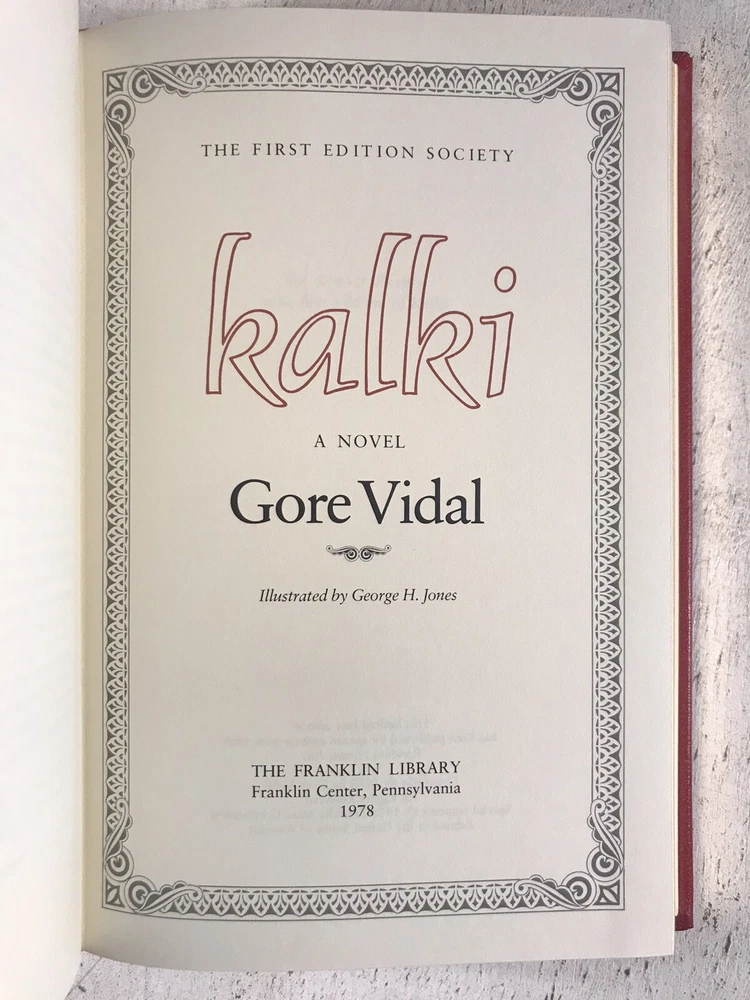 THE FIRST EDITION SOCIETY
kalki
A NOVEL
Gore Vidal
Illustrated by George H. Jones
THE FRANKLIN LIBRARY
Franklin Center, Pennsylvania
1978